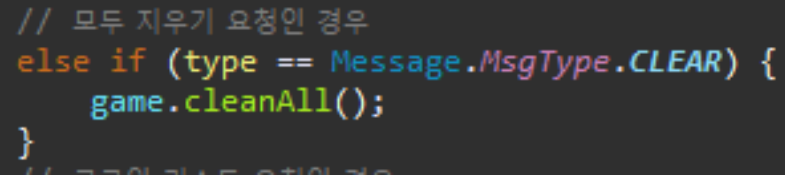 // 모두 지우기 요청인 경우
else if (type == Message.MsgType.CLEAR) {
    game.cleanAll();
}
//